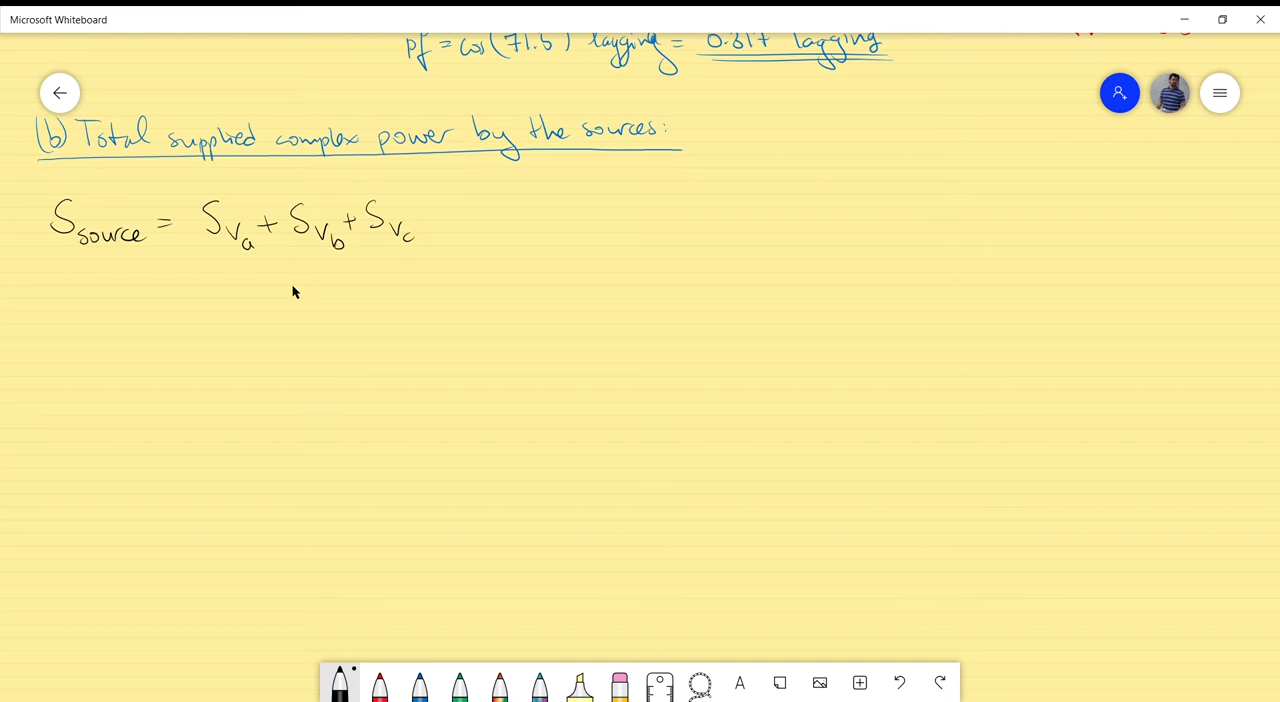 Microsoft Whiteboard
pf = cos(71.5°) lagging = 0.317 lagging
(b) Total supplied complex power by the sources:
S_source = S_Va + S_Vb + S_Vc
A